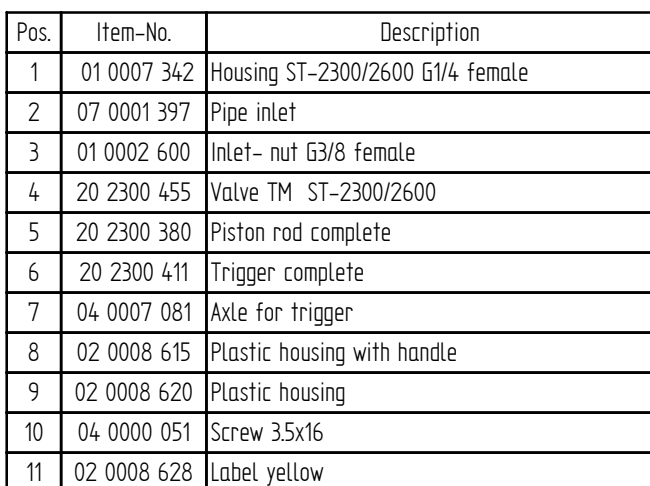 Pos. Item-No. Description
1 01 0007 342 Housing ST-2300/2600 G1/4 female
2 07 0001 397 Pipe inlet
3 01 0002 600 Inlet- nut G3/8 female
4 20 2300 455 Valve TM ST-2300/2600
5 20 2300 380 Piston rod complete
6 20 2300 411 Trigger complete
7 04 0007 081 Axle for trigger
8 02 0008 615 Plastic housing with handle
9 02 0008 620 Plastic housing
10 04 0000 051 Screw 3.5x16
11 02 0008 628 Label yellow